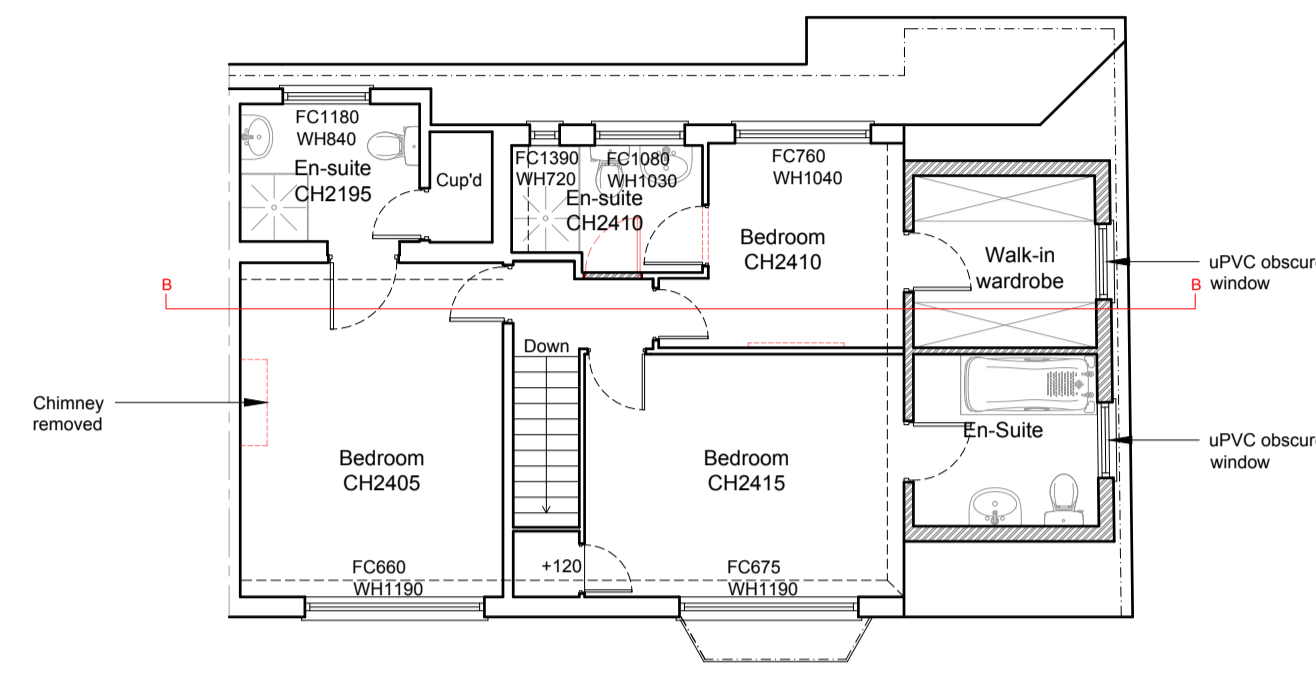 FC1180
WH840
En-suite
CH2195
Cup'd
FC1390
WH720
FC1080
WH1030
En-suite
CH2410
FC760
WH1040
Bedroom
CH2410
Walk-in
wardrobe
uPVC obscure
window
B
B
Down
Chimney
removed
Bedroom
CH2405
Bedroom
CH2415
En-Suite
uPVC obscure
window
FC660
WH1190
+120
FC675
WH1190